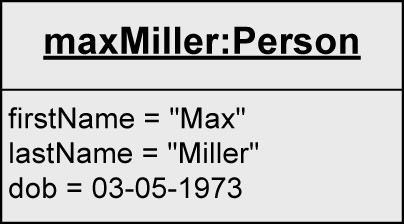 maxMiller:Person
firstName = "Max"
lastName = "Miller"
dob = 03-05-1973